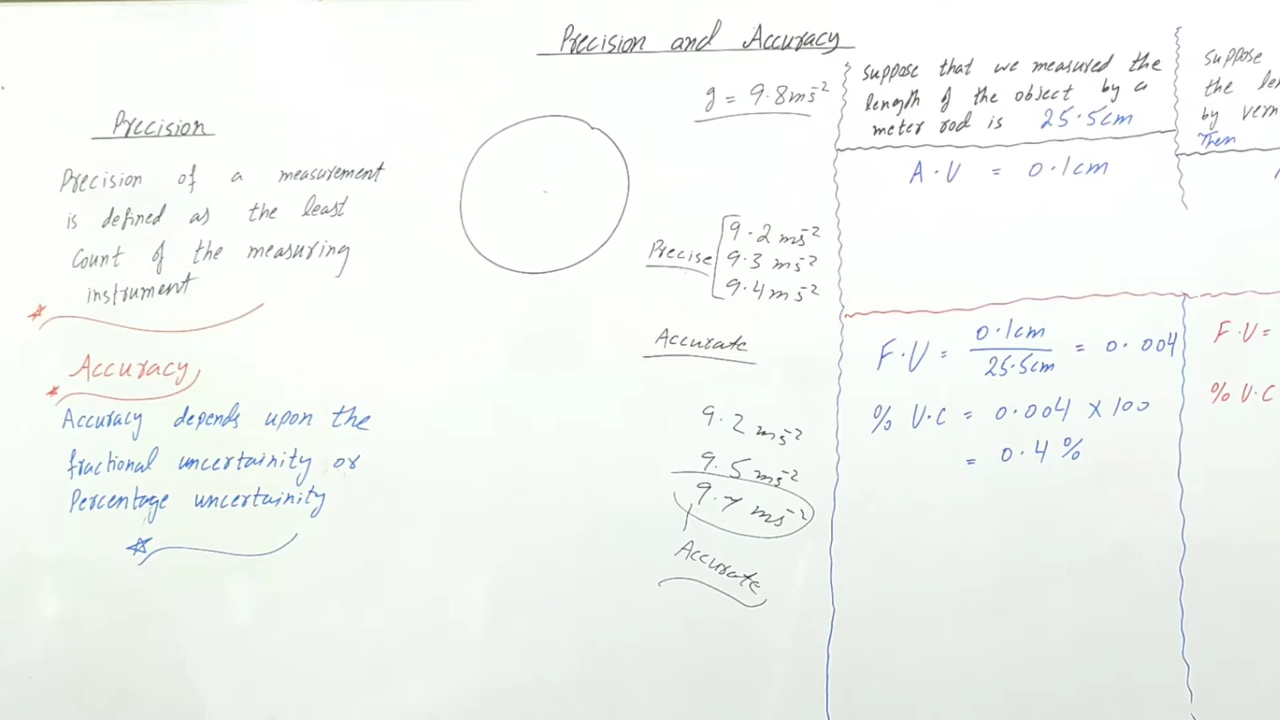 Precision and Accuracy
Precision
Precision of a measurement
is defined as the least
count of the measuring
instrument
Accuracy
Accuracy depends upon the
fractional uncertainity or
Percentage uncertainity
g = 9.8 ms⁻²
Precise
9.2 ms⁻²
9.3 ms⁻²
9.4 ms⁻²
Accurate
9.2 ms⁻²
9.5 ms⁻²
9.7 ms⁻²
Accurate
suppose that we measured the
length of the object by a
meter rod is 25.5cm
A.U = 0.1cm
F.U = 0.1cm / 25.5cm = 0.004
% U.C = 0.004 × 100
= 0.4 %
suppose
the
by
Then
F.U =
% U.C